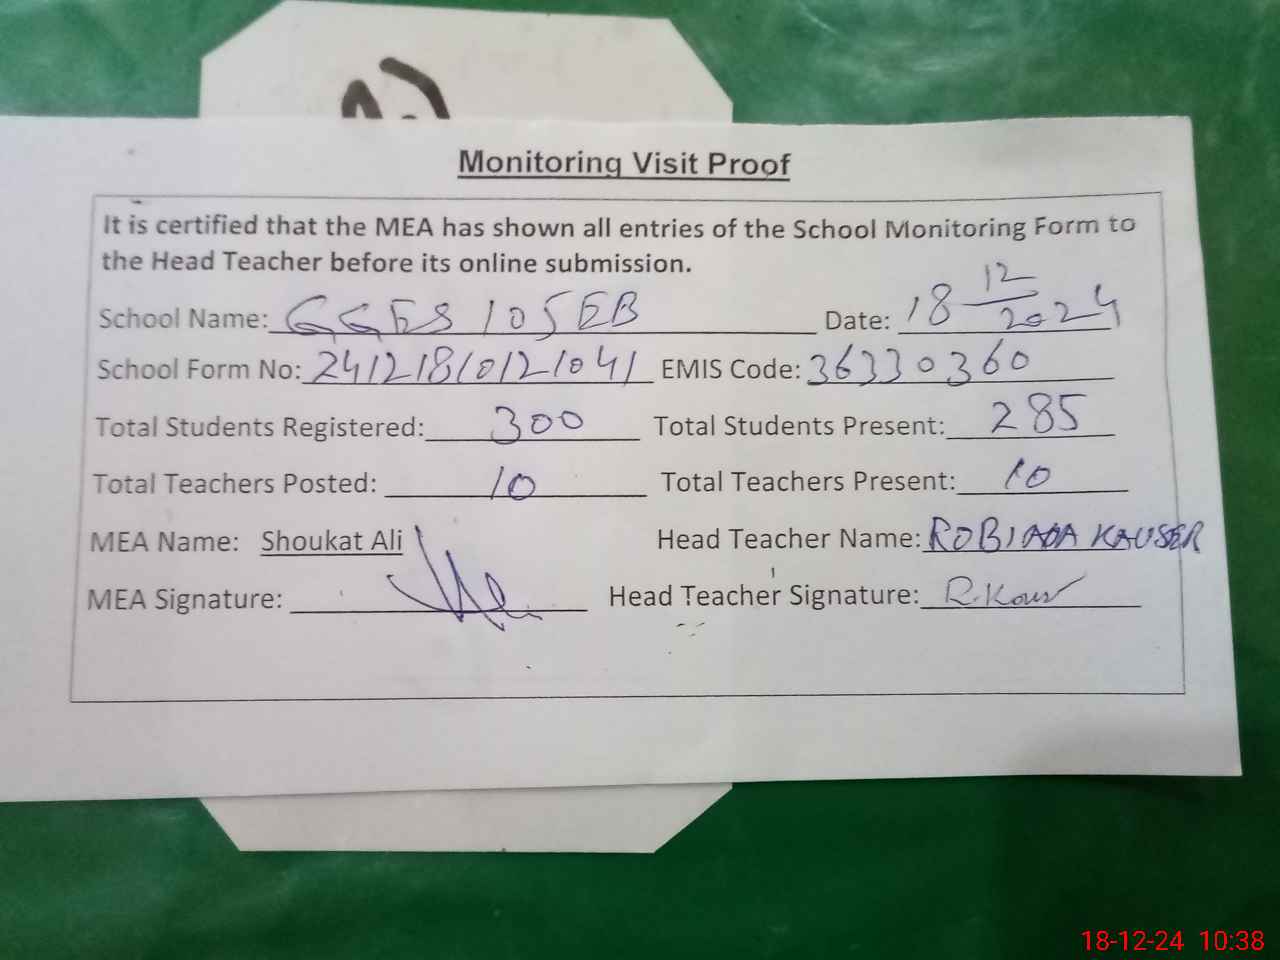 Monitoring Visit Proof
It is certified that the MEA has shown all entries of the School Monitoring Form to
the Head Teacher before its online submission.
School Name: GGES 105 EB Date: 18 12/2024
School Form No: 24121810121041 EMIS Code: 36330360
Total Students Registered: 300 Total Students Present: 285
Total Teachers Posted: 10 Total Teachers Present: 10
MEA Name: Shoukat Ali Head Teacher Name: KAUSER
MEA Signature: Head Teacher Signature:
18-12-24 10:38